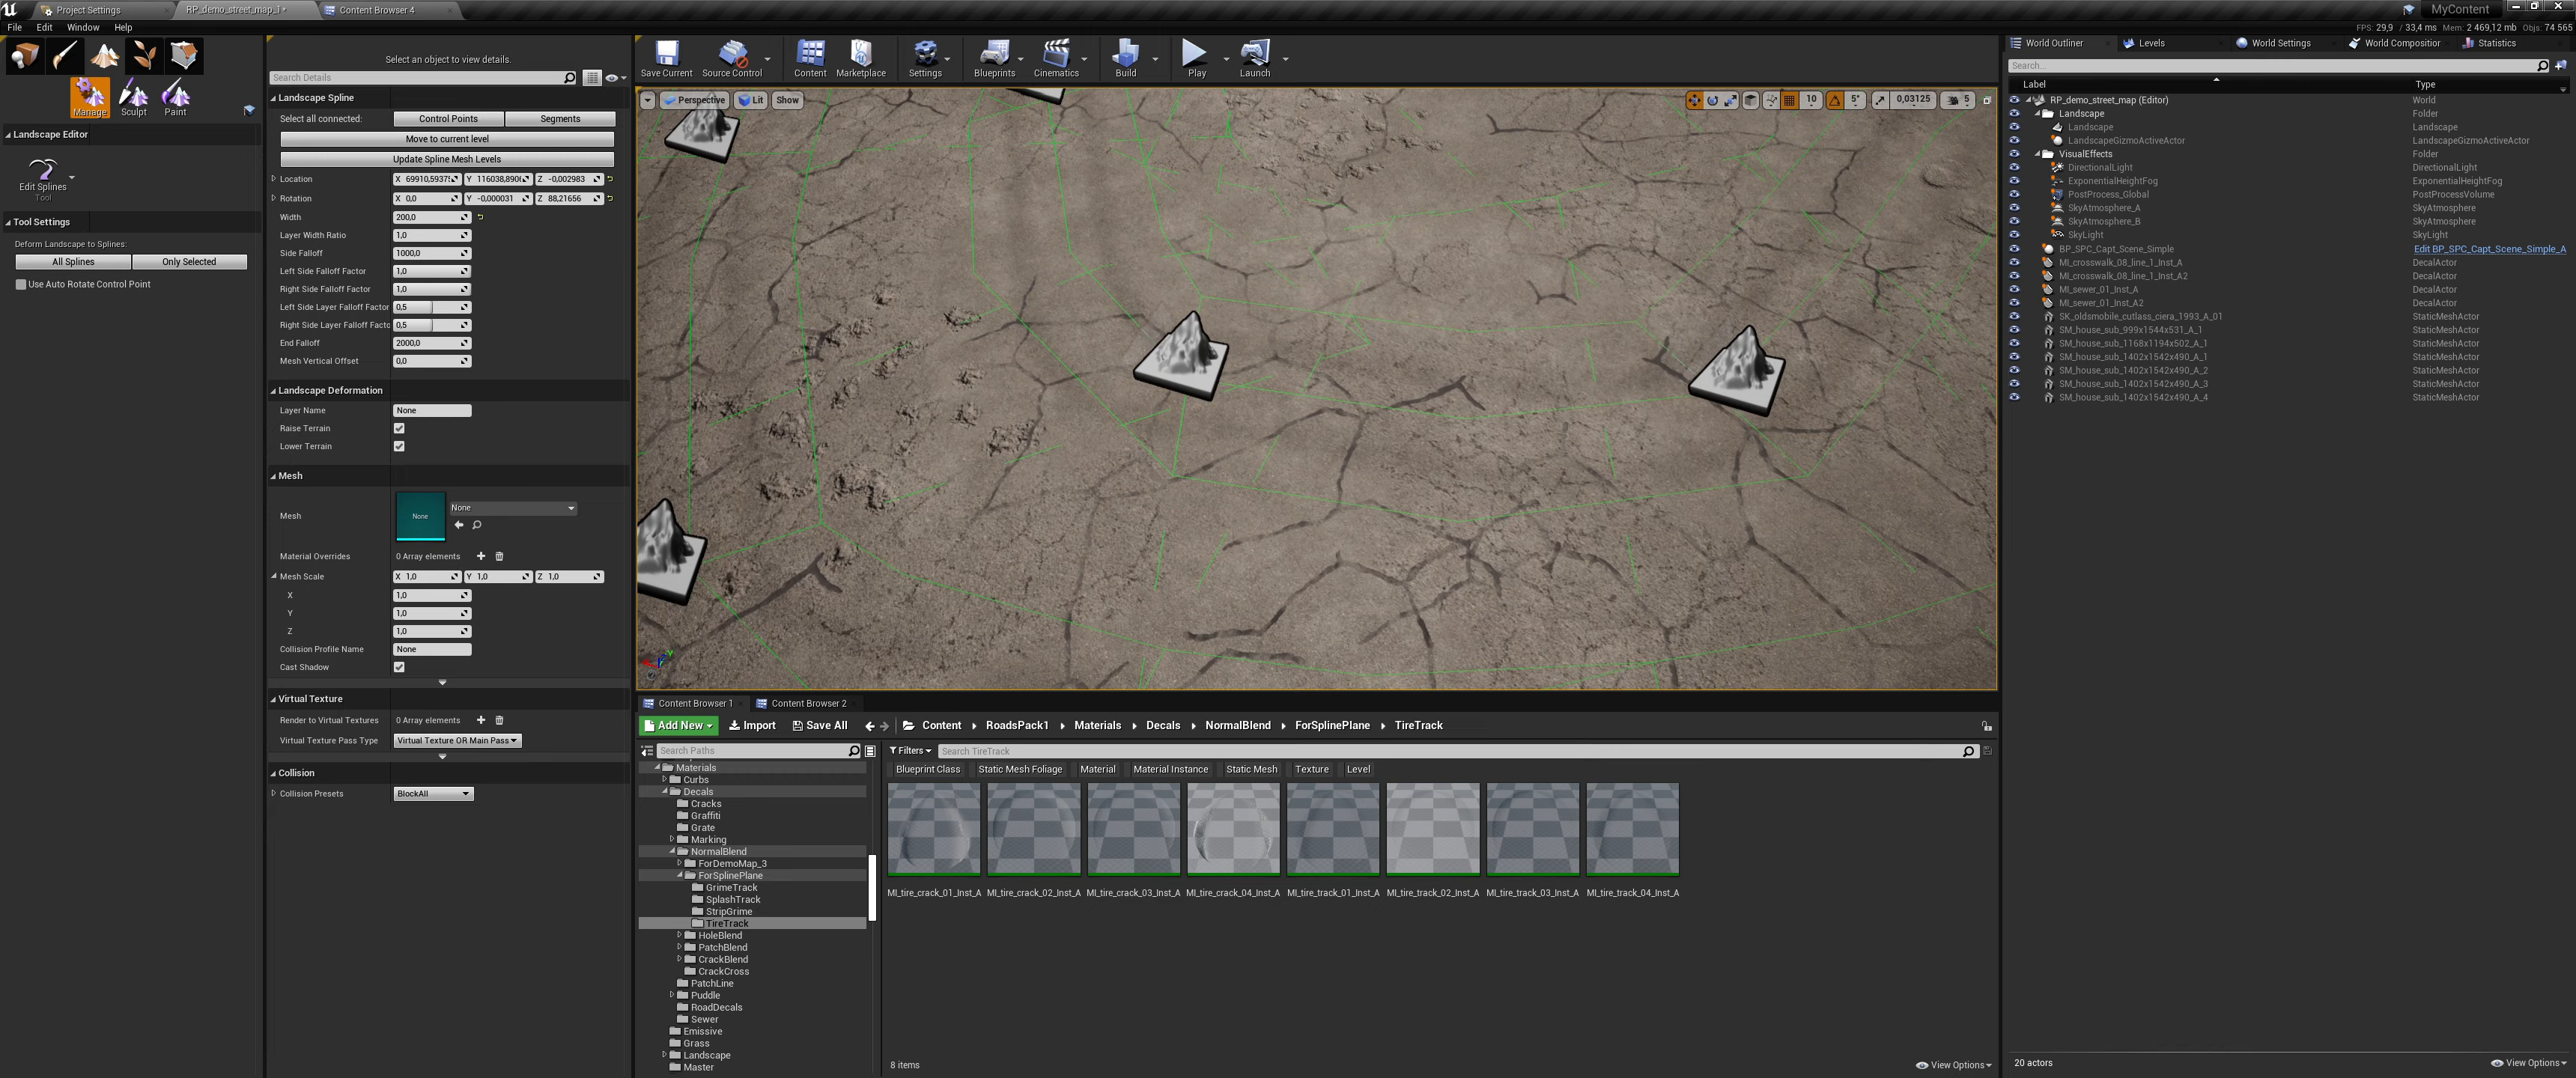 Project Settings
RP_demo_street_map_1*
Content Browser 4
MyContent
File Edit Window Help
FPS: 29,9 / 33,4 ms Mem: 2 469,12 mb Objs: 74 565
Manage Sculpt Paint
Landscape Editor
Edit Splines
Tool
Tool Settings
Deform Landscape to Splines:
All Splines Only Selected
Use Auto Rotate Control Point
Select an object to view details.
Search Details
Landscape Spline
Select all connected: Control Points Segments
Move to current level
Update Spline Mesh Levels
Location X 69910,5937 Y 116038,890 Z -0,002983
Rotation X 0,0 Y -0,000031 Z 88,21656
Width 200,0
Layer Width Ratio 1,0
Side Falloff 1000,0
Left Side Falloff Factor 1,0
Right Side Falloff Factor 1,0
Left Side Layer Falloff Factor 0,5
Right Side Layer Falloff Facto 0,5
End Falloff 2000,0
Mesh Vertical Offset 0,0
Landscape Deformation
Layer Name None
Raise Terrain
Lower Terrain
Mesh
Mesh None None
Material Overrides 0 Array elements
Mesh Scale X 1,0 Y 1,0 Z 1,0
X 1,0
Y 1,0
Z 1,0
Collision Profile Name None
Cast Shadow
Virtual Texture
Render to Virtual Textures 0 Array elements
Virtual Texture Pass Type Virtual Texture OR Main Pass
Collision
Collision Presets BlockAll
Save Current Source Control Content Marketplace Settings Blueprints Cinematics Build Play Launch
Perspective Lit Show
10 5° 0,03125 5
Content Browser 1 Content Browser 2
Add New Import Save All Content RoadsPack1 Materials Decals NormalBlend ForSplinePlane TireTrack
Search Paths
Materials
Curbs
Decals
Cracks
Graffiti
Grate
Marking
NormalBlend
ForDemoMap_3
ForSplinePlane
GrimeTrack
SplashTrack
StripGrime
TireTrack
HoleBlend
PatchBlend
CrackBlend
CrackCross
PatchLine
Puddle
RoadDecals
Sewer
Emissive
Grass
Landscape
Master
Filters Search TireTrack
Blueprint Class Static Mesh Foliage Material Material Instance Static Mesh Texture Level
MI_tire_crack_01_Inst_A MI_tire_crack_02_Inst_A MI_tire_crack_03_Inst_A MI_tire_crack_04_Inst_A MI_tire_track_01_Inst_A MI_tire_track_02_Inst_A MI_tire_track_03_Inst_A MI_tire_track_04_Inst_A
8 items View Options
World Outliner Levels World Settings World Compositior Statistics
Search...
Label Type
RP_demo_street_map (Editor) World
Landscape Folder
Landscape Landscape
LandscapeGizmoActiveActor LandscapeGizmoActiveActor
VisualEffects Folder
DirectionalLight DirectionalLight
ExponentialHeightFog ExponentialHeightFog
PostProcess_Global PostProcessVolume
SkyAtmosphere_A SkyAtmosphere
SkyAtmosphere_B SkyAtmosphere
SkyLight SkyLight
BP_SPC_Capt_Scene_Simple Edit BP_SPC_Capt_Scene_Simple_A
MI_crosswalk_08_line_1_Inst_A DecalActor
MI_crosswalk_08_line_1_Inst_A2 DecalActor
MI_sewer_01_Inst_A DecalActor
MI_sewer_01_Inst_A2 DecalActor
SK_oldsmobile_cutlass_ciera_1993_A_01 StaticMeshActor
SM_house_sub_999x1544x531_A_1 StaticMeshActor
SM_house_sub_1168x1194x502_A_1 StaticMeshActor
SM_house_sub_1402x1542x490_A_1 StaticMeshActor
SM_house_sub_1402x1542x490_A_2 StaticMeshActor
SM_house_sub_1402x1542x490_A_3 StaticMeshActor
SM_house_sub_1402x1542x490_A_4 StaticMeshActor
20 actors View Options